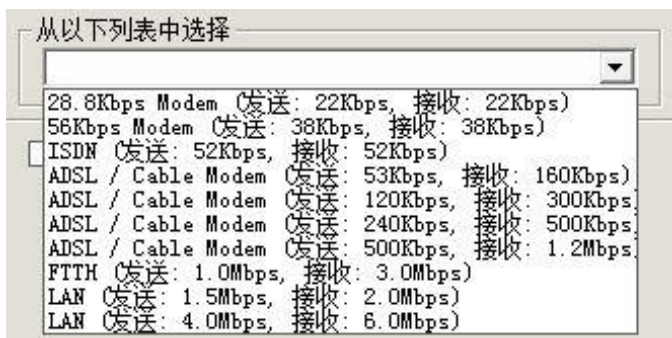 从以下列表中选择
28.8Kbps Modem (发送: 22Kbps, 接收: 22Kbps)
56Kbps Modem (发送: 38Kbps, 接收: 38Kbps)
ISDN (发送: 52Kbps, 接收: 52Kbps)
ADSL / Cable Modem (发送: 53Kbps, 接收: 160Kbps)
ADSL / Cable Modem (发送: 120Kbps, 接收: 300Kbps
ADSL / Cable Modem (发送: 240Kbps, 接收: 500Kbps
ADSL / Cable Modem (发送: 500Kbps, 接收: 1.2Mbps
FTTH (发送: 1.0Mbps, 接收: 3.0Mbps)
LAN (发送: 1.5Mbps, 接收: 2.0Mbps)
LAN (发送: 4.0Mbps, 接收: 6.0Mbps)